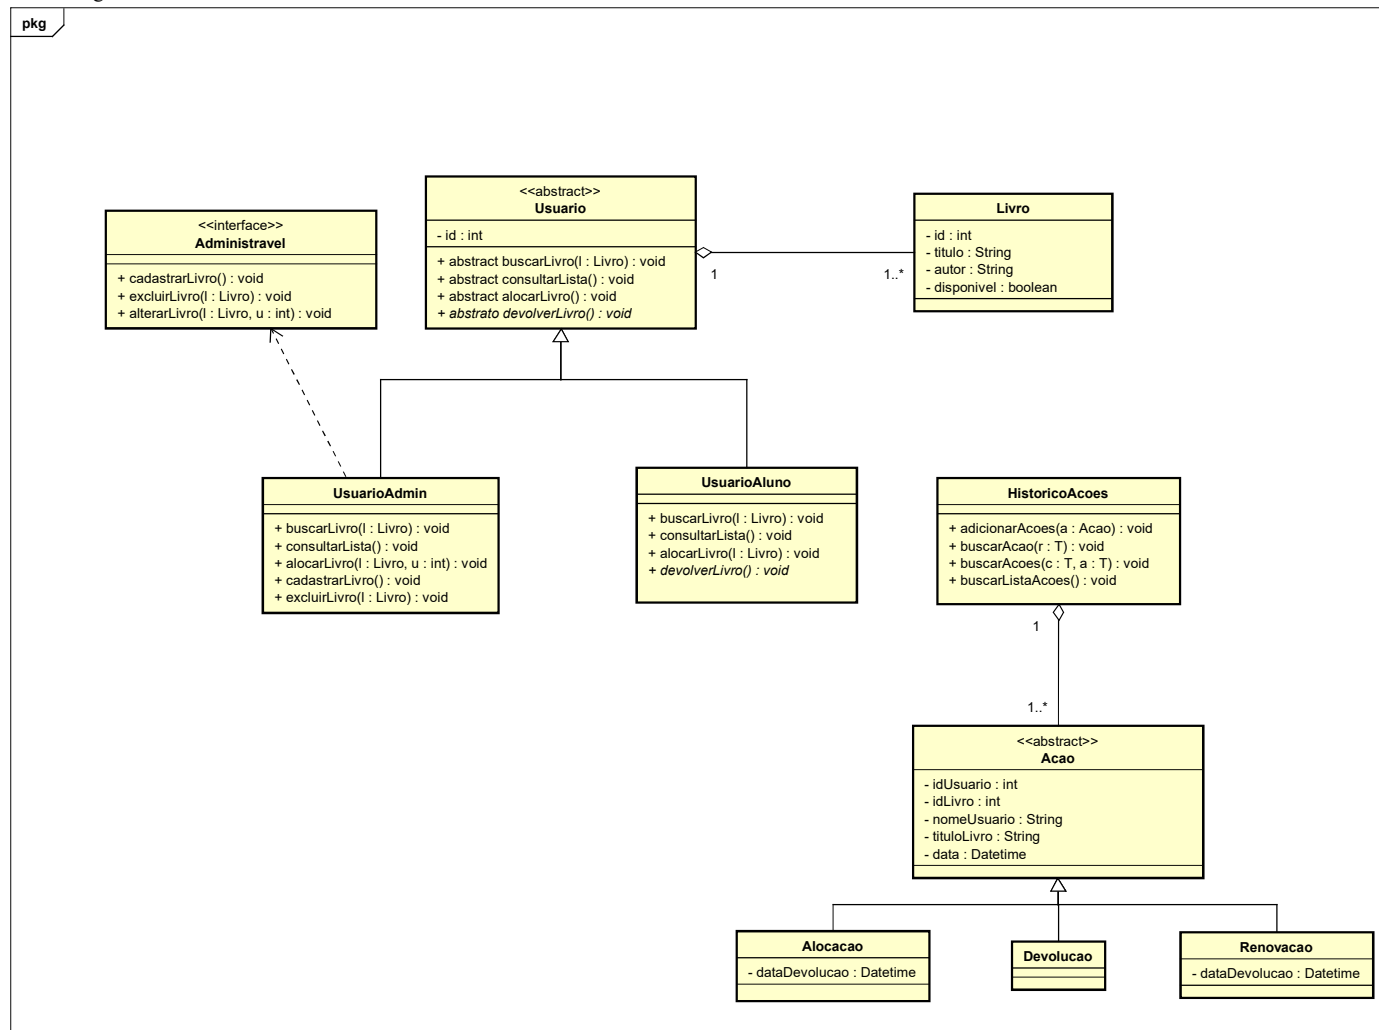 pkg
<<abstract>>
Usuario
- id : int
+ abstract buscarLivro(l : Livro) : void
+ abstract consultarLista() : void
+ abstract alocarLivro() : void
+ abstrato devolverLivro() : void
Livro
- id : int
- titulo : String
- autor : String
- disponivel : boolean
<<interface>>
Administravel
+ cadastrarLivro() : void
+ excluirLivro(l : Livro) : void
+ alterarLivro(l : Livro, u : int) : void
1
1..*
UsuarioAdmin
+ buscarLivro(l : Livro) : void
+ consultarLista() : void
+ alocarLivro(l : Livro, u : int) : void
+ cadastrarLivro() : void
+ excluirLivro(l : Livro) : void
UsuarioAluno
+ buscarLivro(l : Livro) : void
+ consultarLista() : void
+ alocarLivro(l : Livro) : void
+ devolverLivro() : void
HistoricoAcoes
+ adicionarAcoes(a : Acao) : void
+ buscarAcao(r : T) : void
+ buscarAcoes(c : T, a : T) : void
+ buscarListaAcoes() : void
1
1..*
<<abstract>>
Acao
- idUsuario : int
- idLivro : int
- nomeUsuario : String
- tituloLivro : String
- data : Datetime
Alocacao
- dataDevolucao : Datetime
Devolucao
Renovacao
- dataDevolucao : Datetime